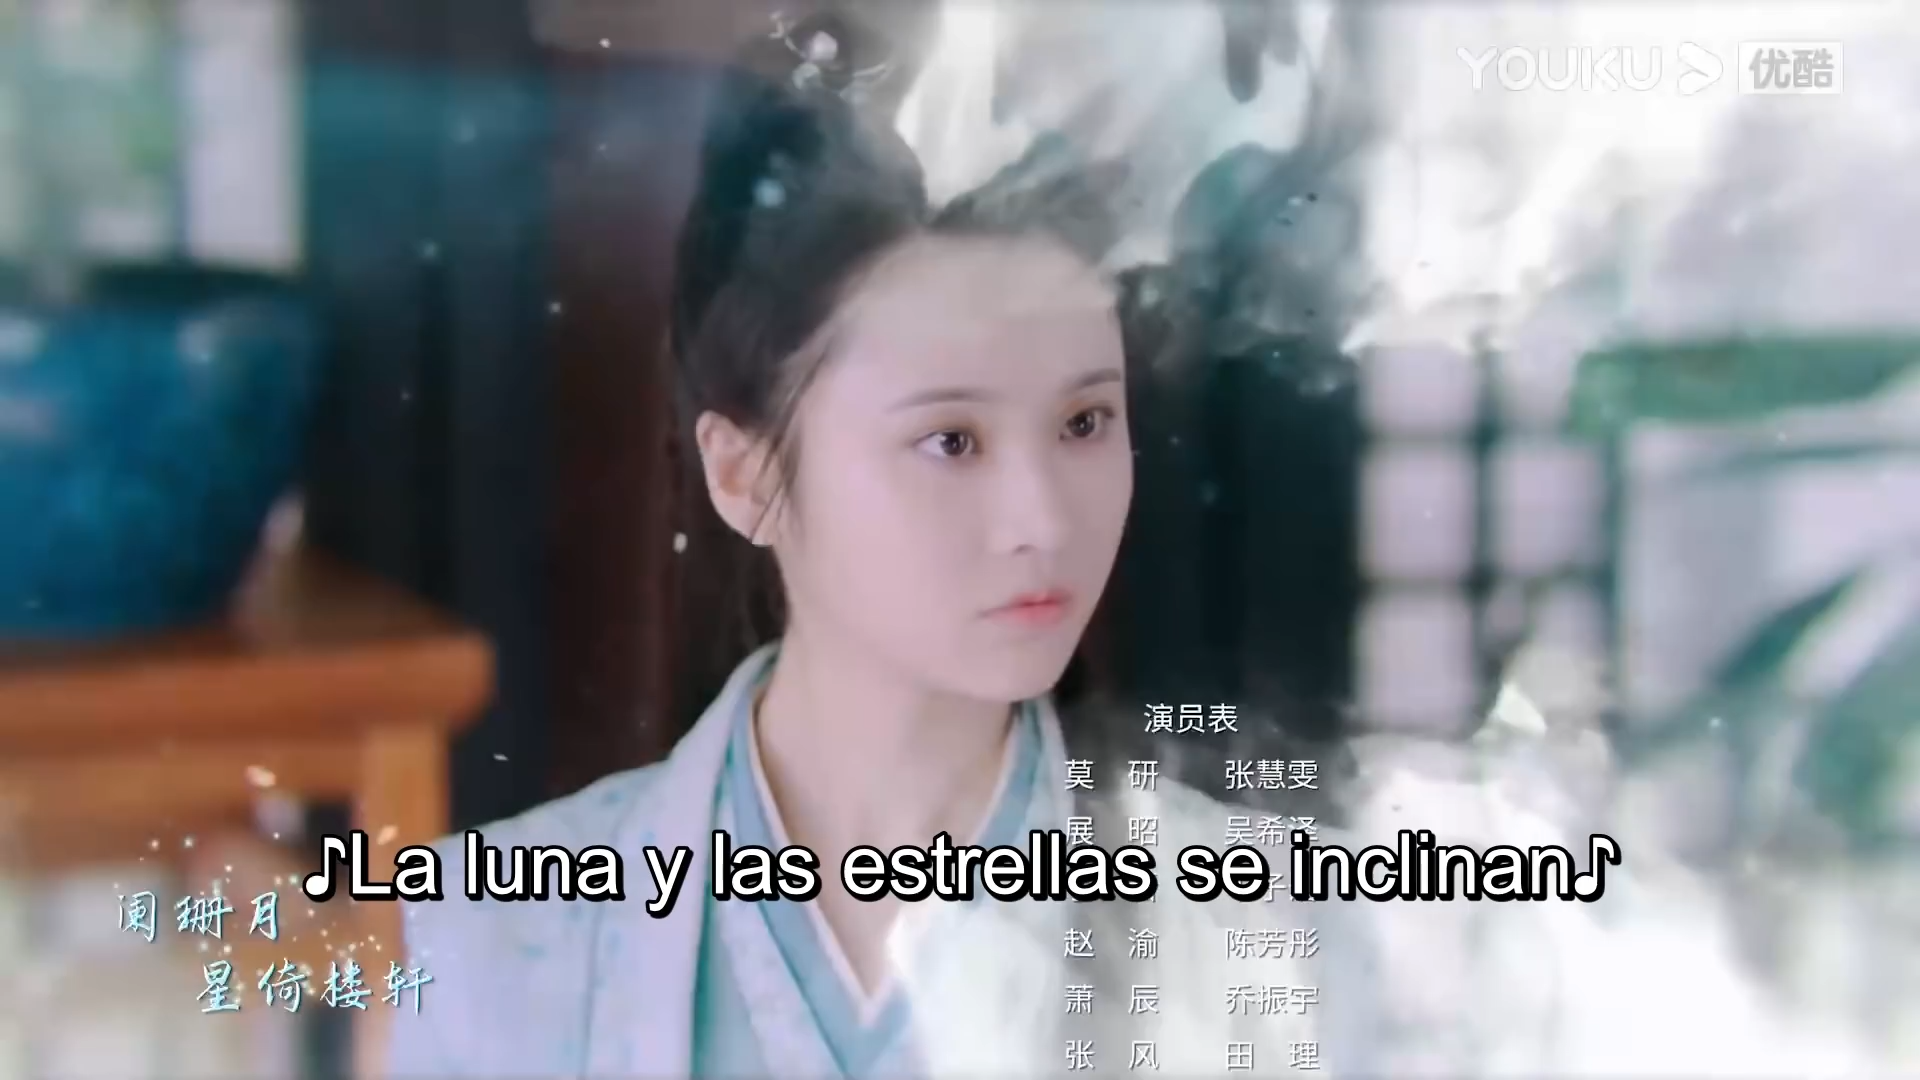 YOUKU 优酷
演员表
莫 研 张慧雯
展 昭 吴希泽
♪La luna y las estrellas se inclinan♪
阑珊月
赵 渝 陈芳彤
星倚楼轩
萧 辰 乔振宇
张 风 田 理